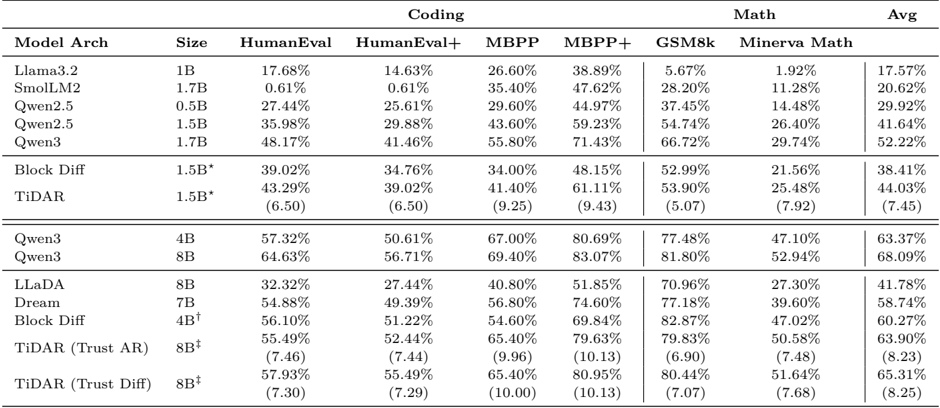 Coding Math Avg
Model Arch Size HumanEval HumanEval+ MBPP MBPP+ GSM8k Minerva Math
Llama3.2 1B 17.68% 14.63% 26.60% 38.89% 5.67% 1.92% 17.57%
SmolLM2 1.7B 0.61% 0.61% 35.40% 47.62% 28.20% 11.28% 20.62%
Qwen2.5 0.5B 27.44% 25.61% 29.60% 44.97% 37.45% 14.48% 29.92%
Qwen2.5 1.5B 35.98% 29.88% 43.60% 59.23% 54.74% 26.40% 41.64%
Qwen3 1.7B 48.17% 41.46% 55.80% 71.43% 66.72% 29.74% 52.22%
Block Diff 1.5B* 39.02% 34.76% 34.00% 48.15% 52.99% 21.56% 38.41%
TiDAR 1.5B* 43.29% 39.02% 41.40% 61.11% 53.90% 25.48% 44.03%
(6.50) (6.50) (9.25) (9.43) (5.07) (7.92) (7.45)
Qwen3 4B 57.32% 50.61% 67.00% 80.69% 77.48% 47.10% 63.37%
Qwen3 8B 64.63% 56.71% 69.40% 83.07% 81.80% 52.94% 68.09%
LLaDA 8B 32.32% 27.44% 40.80% 51.85% 70.96% 27.30% 41.78%
Dream 7B 54.88% 49.39% 56.80% 74.60% 77.18% 39.60% 58.74%
Block Diff 4B† 56.10% 51.22% 54.60% 69.84% 82.87% 47.02% 60.27%
TiDAR (Trust AR) 8B‡ 55.49% 52.44% 65.40% 79.63% 79.83% 50.58% 63.90%
(7.46) (7.44) (9.96) (10.13) (6.90) (7.48) (8.23)
TiDAR (Trust Diff) 8B‡ 57.93% 55.49% 65.40% 80.95% 80.44% 51.64% 65.31%
(7.30) (7.29) (10.00) (10.13) (7.07) (7.68) (8.25)